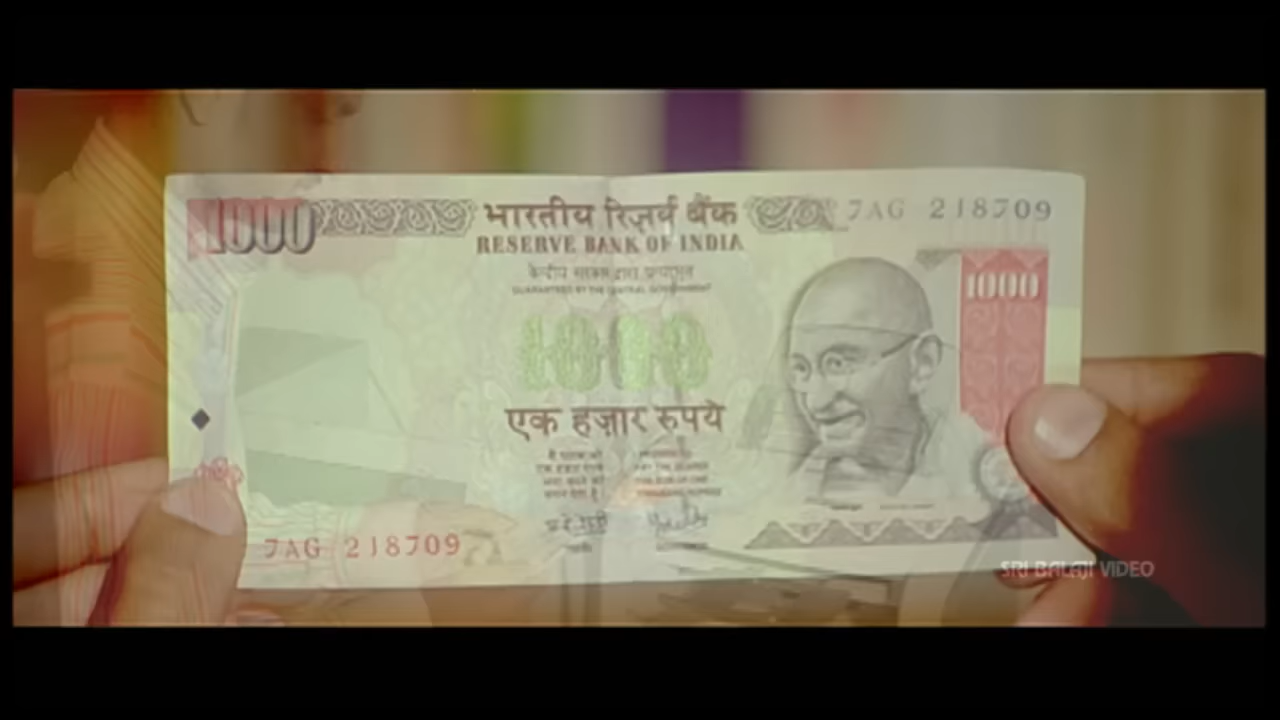 1000
भारतीय रिज़र्व बैंक
7AG 218709
RESERVE BANK OF INDIA
केन्द्रीय सरकार द्वारा प्रत्याभूत
GUARANTEED BY THE CENTRAL GOVERNMENT
1000
1000
एक हज़ार रुपये
7AG 218709
SRI BALAJI VIDEO